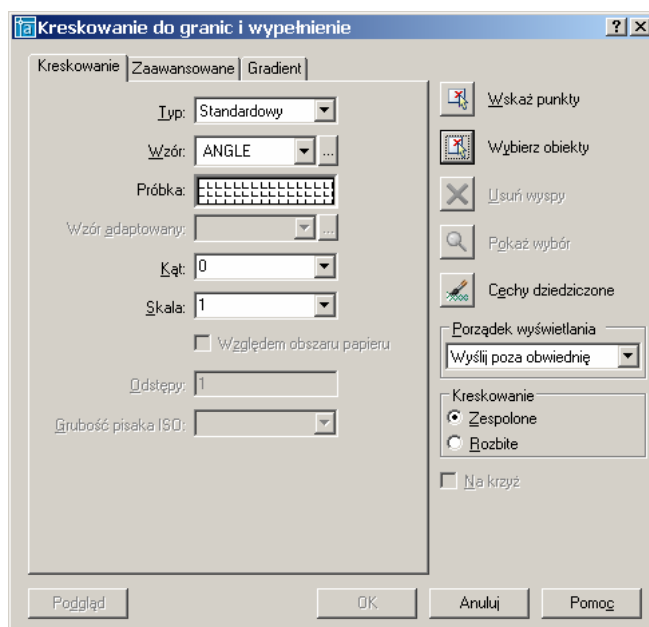 Kreskowanie do granic i wypełnienie
Kreskowanie
Zaawansowane
Gradient
Typ: Standardowy
Wzór: ANGLE ...
Próbka:
Wzór adaptowany: ...
Kąt: 0
Skala: 1
Względem obszaru papieru
Odstępy: 1
Grubość pisaka ISO:
Wskaż punkty
Wybierz obiekty
Usuń wyspy
Pokaż wybór
Cechy dziedziczone
Porządek wyświetlania
Wyślij poza obwiednię
Kreskowanie
Zespolone
Rozbite
Na krzyż
Podgląd
OK
Anuluj
Pomoc